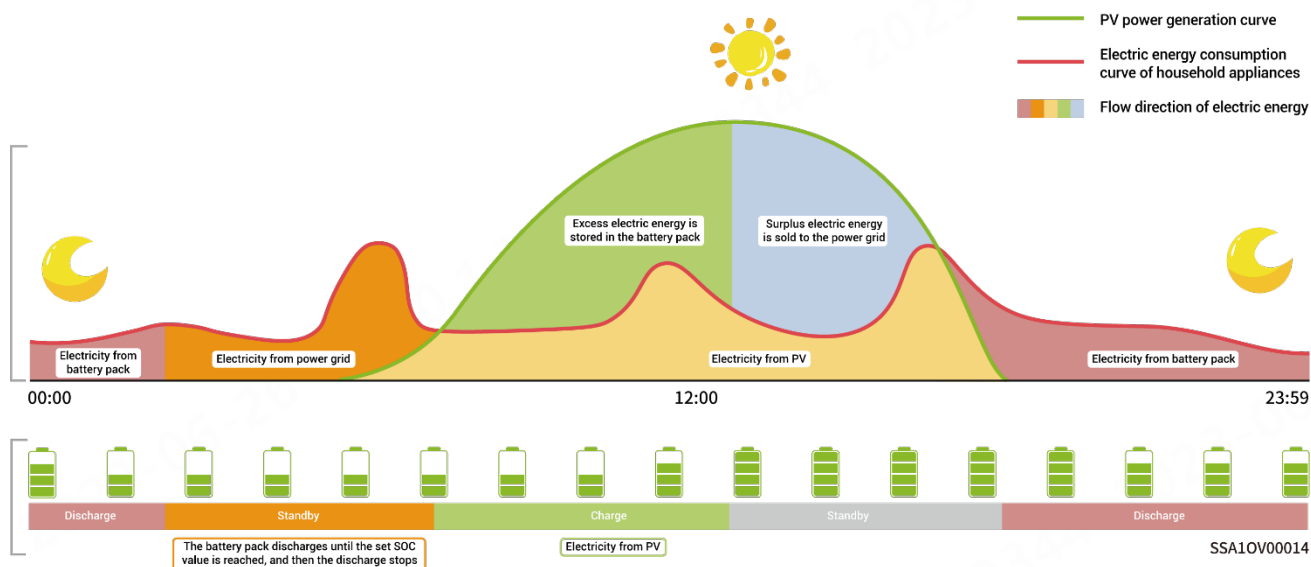 PV power generation curve
Electric energy consumption
curve of household appliances
Flow direction of electric energy
Excess electric energy is
stored in the battery pack
Surplus electric energy
is sold to the power grid
Electricity from
battery pack
Electricity from power grid
Electricity from PV
Electricity from battery pack
00:00
12:00
23:59
Discharge
Standby
Charge
Standby
Discharge
The battery pack discharges until the set SOC
value is reached, and then the discharge stops
Electricity from PV
SSA1OV00014